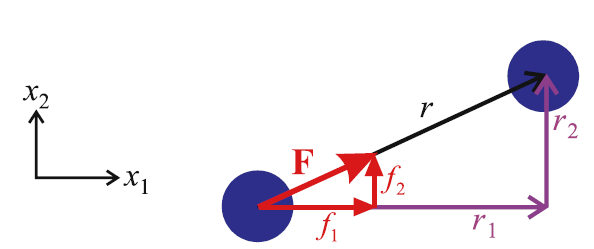 x₂
x₁
r
F
f₂
f₁
r₂
r₁